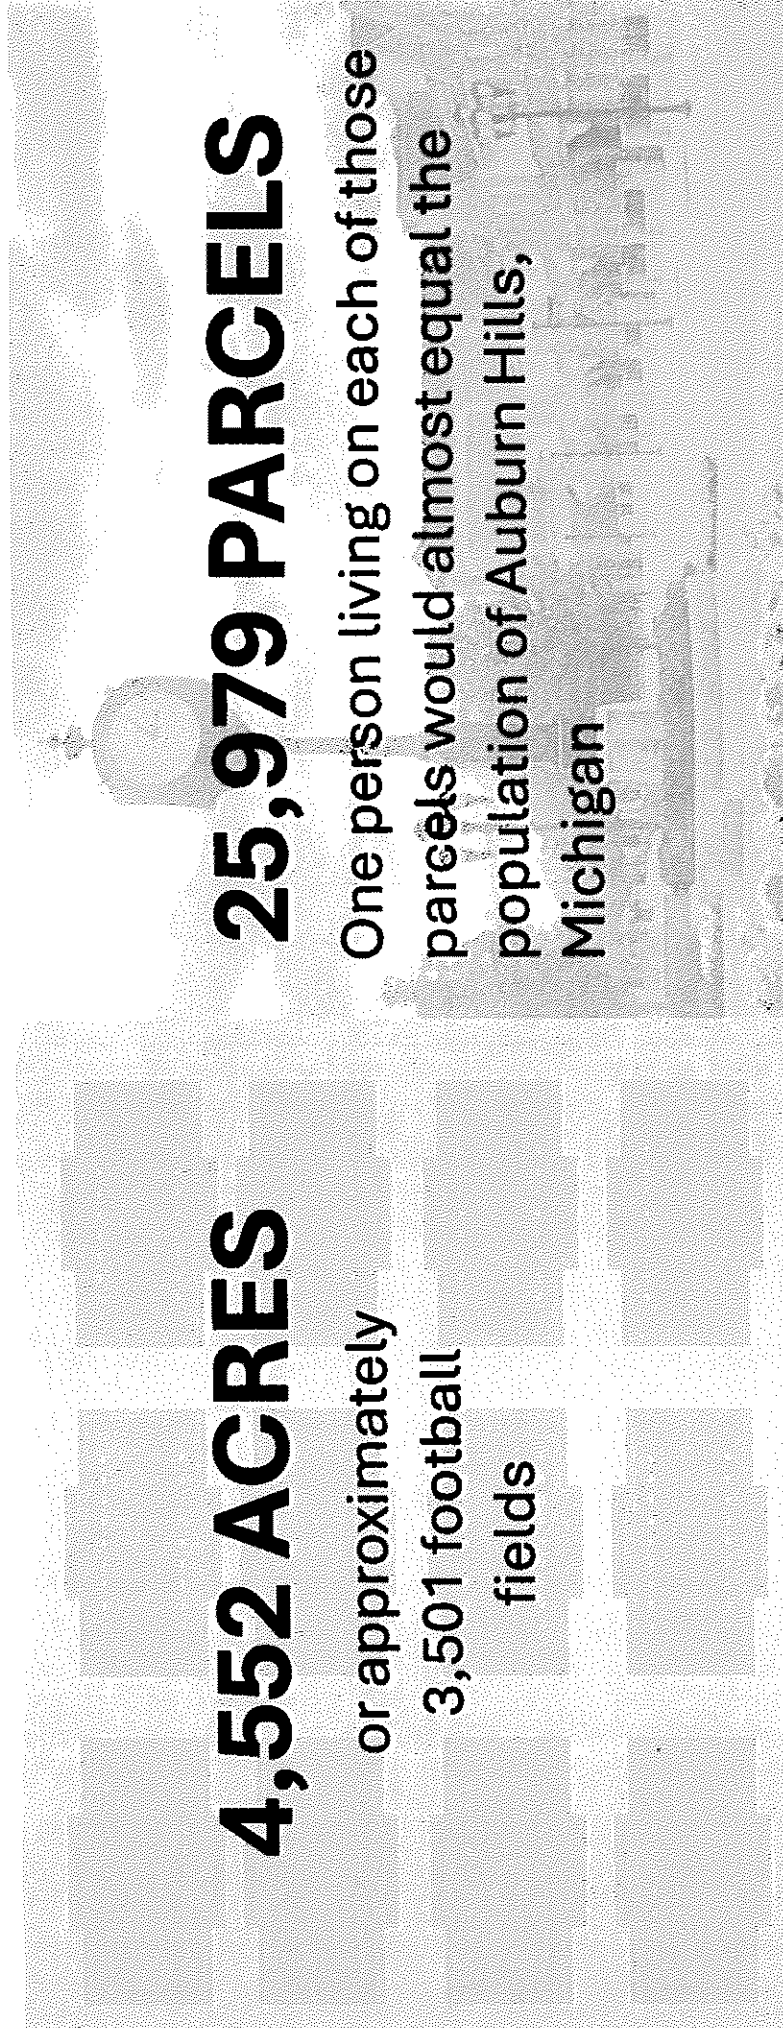 4,552 ACRES
or approximately
3,501 football
fields
25,979 PARCELS
One person living on each of those
parcels would almost equal the
population of Auburn Hills,
Michigan